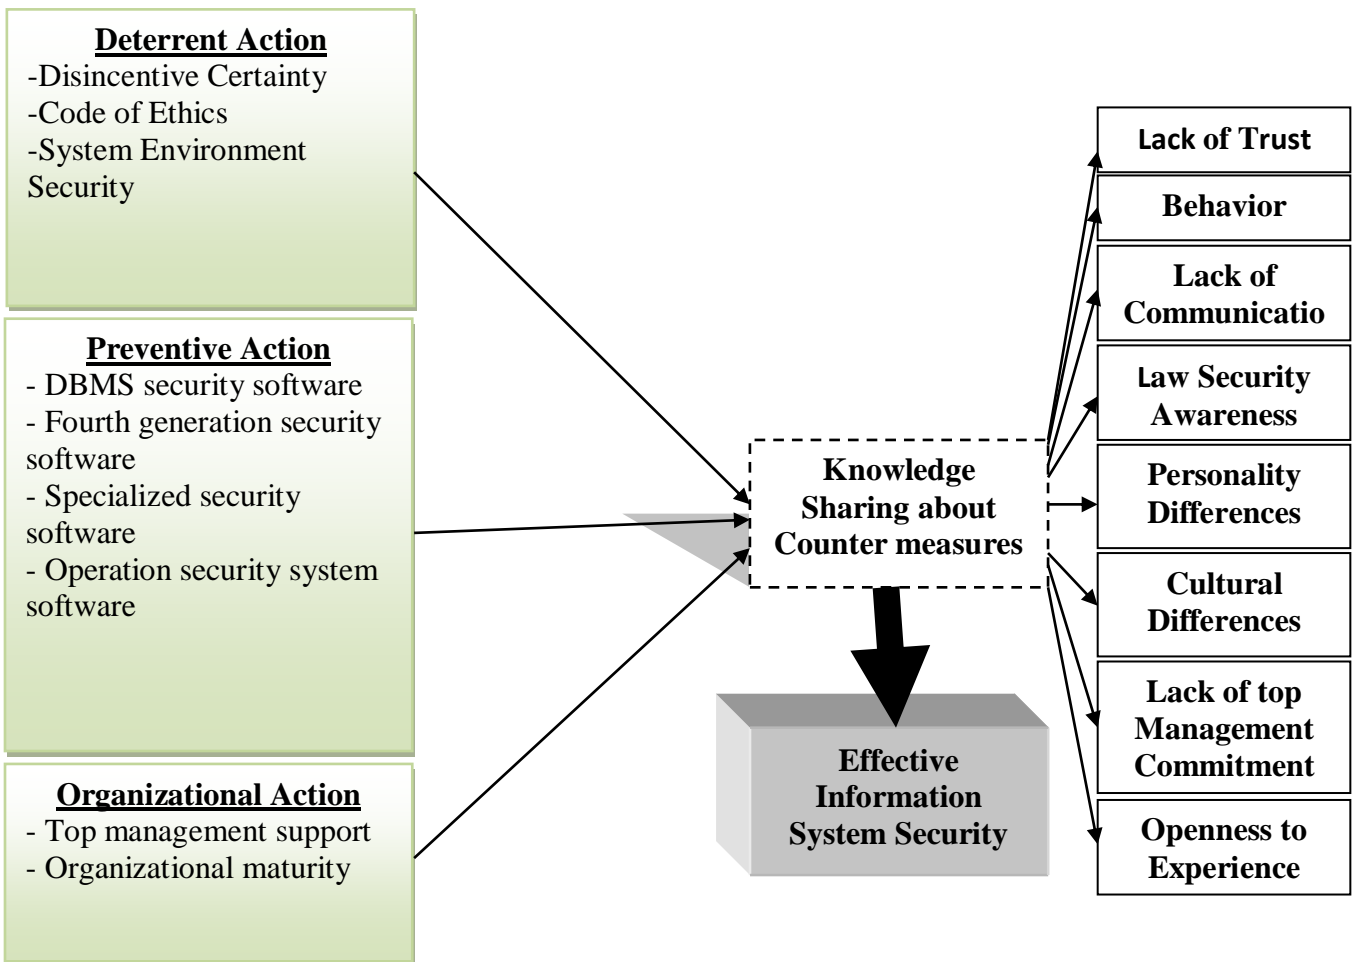 Deterrent Action
-Disincentive Certainty
-Code of Ethics
-System Environment
Security
Preventive Action
- DBMS security software
- Fourth generation security
software
- Specialized security
software
- Operation security system
software
Organizational Action
- Top management support
- Organizational maturity
Knowledge
Sharing about
Counter measures
Effective
Information
System Security
Lack of Trust
Behavior
Lack of
Communicatio
Law Security
Awareness
Personality
Differences
Cultural
Differences
Lack of top
Management
Commitment
Openness to
Experience